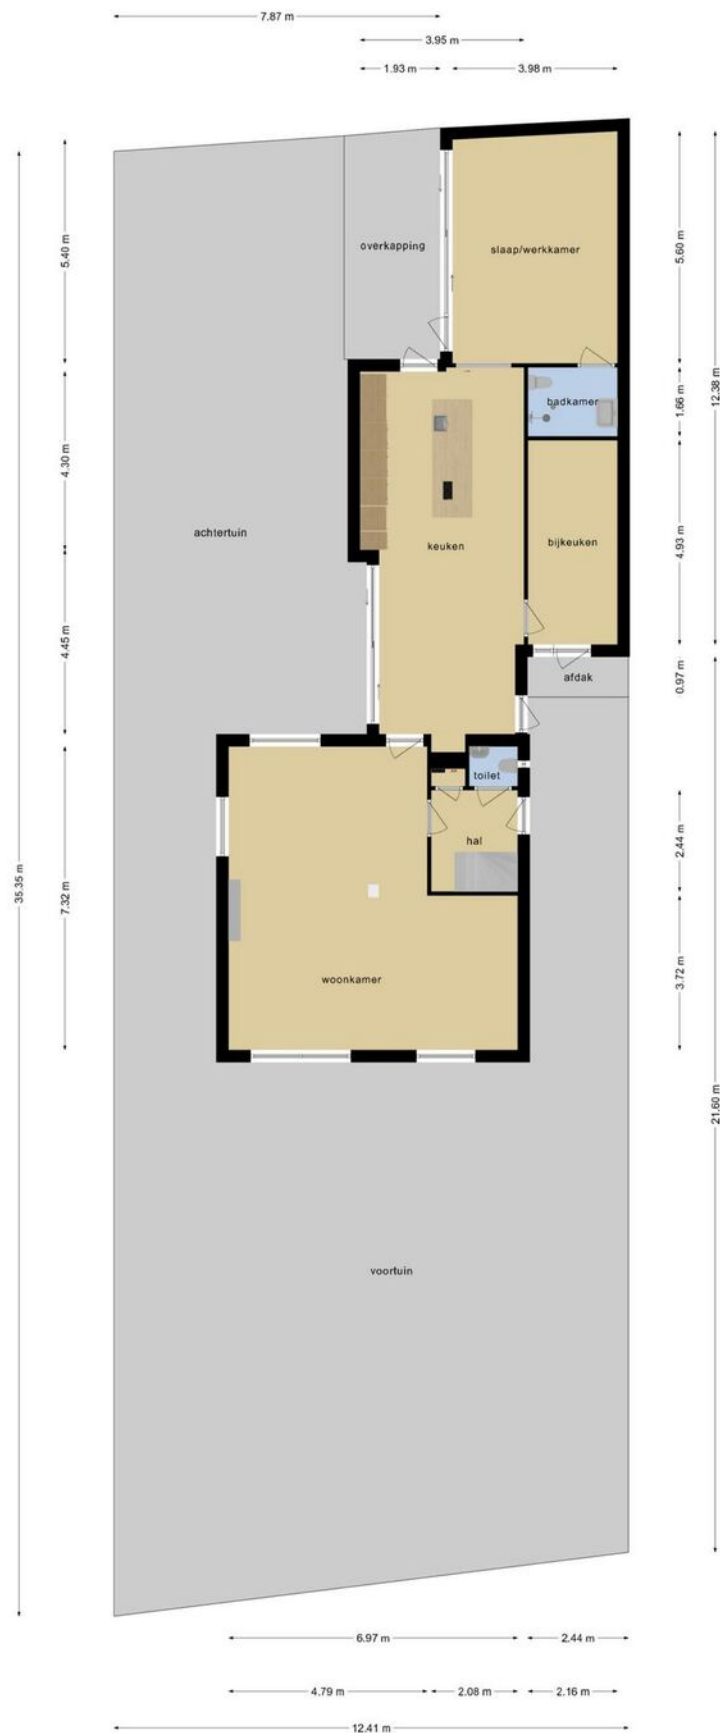 7.87 m
3.95 m
1.93 m
3.98 m
5.40 m
overkapping
slaap/werkkamer
5.60 m
12.38 m
badkamer
1.66 m
4.30 m
achtertuin
keuken
bijkeuken
4.93 m
4.45 m
afdak
0.97 m
toilet
hal
2.44 m
35.35 m
7.32 m
woonkamer
3.72 m
21.60 m
voortuin
6.97 m
2.44 m
4.79 m
2.08 m
2.16 m
12.41 m